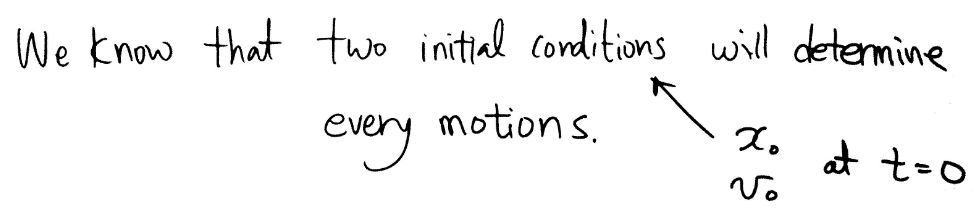 We know that two initial conditions will determine
every motions.
x₀ at t=0
v₀